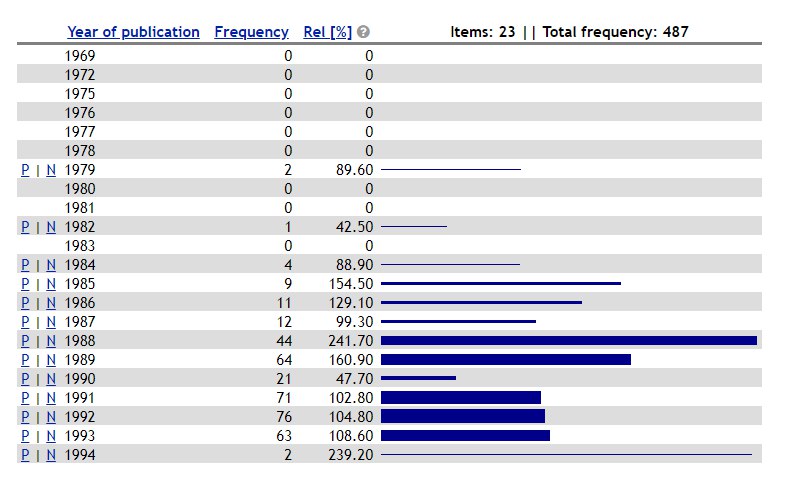 Year of publication Frequency Rel [%] ? Items: 23 || Total frequency: 487
1969 0 0
1972 0 0
1975 0 0
1976 0 0
1977 0 0
1978 0 0
P | N 1979 2 89.60
1980 0 0
1981 0 0
P | N 1982 1 42.50
1983 0 0
P | N 1984 4 88.90
P | N 1985 9 154.50
P | N 1986 11 129.10
P | N 1987 12 99.30
P | N 1988 44 241.70
P | N 1989 64 160.90
P | N 1990 21 47.70
P | N 1991 71 102.80
P | N 1992 76 104.80
P | N 1993 63 108.60
P | N 1994 2 239.20